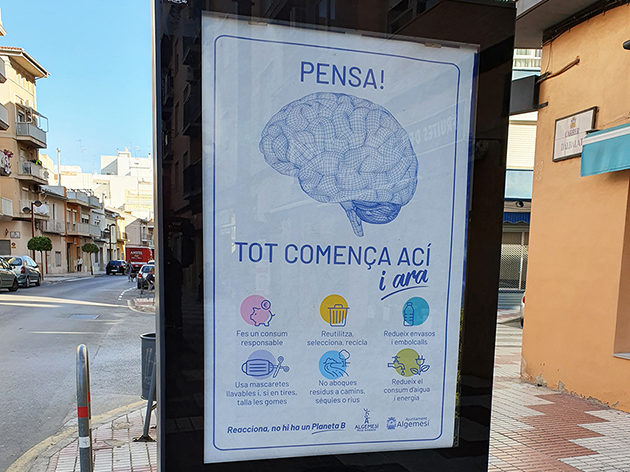 PENSA!
TOT COMENÇA ACÍ
i ara
Fes un consum
responsable
Reutilitza,
selecciona, recicla
Redueix envasos
i embolcalls
Usa mascaretes
llavables i, si en tires,
talla les gomes
No aboques
residus a camins,
séquies o rius
Redueix el
consum d'aigua i
energia
Reacciona, no hi ha un Planeta B
ALGEMESÍ
Ajuntament
Algemesí
CARRER
D'ALBALAT